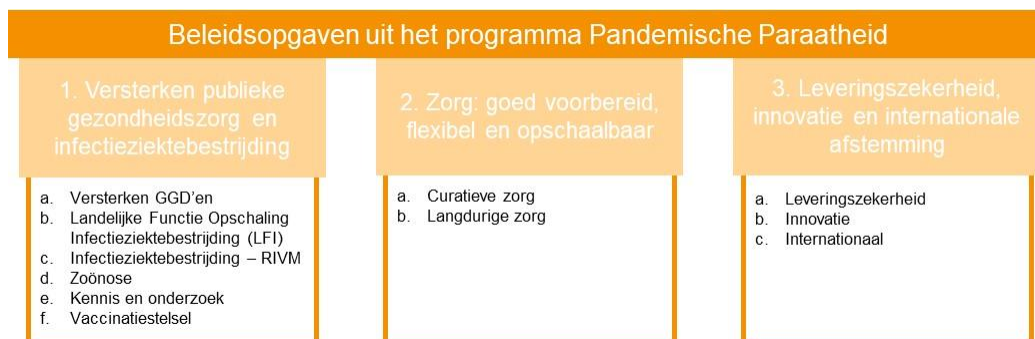 Beleidsopgaven uit het programma Pandemische Paraatheid
1. Versterken publieke
gezondheidszorg en
infectieziektebestrijding
a. Versterken GGD'en
b. Landelijke Functie Opschaling
Infectieziektebestrijding (LFI)
c. Infectieziektebestrijding – RIVM
d. Zoönose
e. Kennis en onderzoek
f. Vaccinatiestelsel
2. Zorg: goed voorbereid,
flexibel en opschaalbaar
a. Curatieve zorg
b. Langdurige zorg
3. Leveringszekerheid,
innovatie en internationale
afstemming
a. Leveringszekerheid
b. Innovatie
c. Internationaal